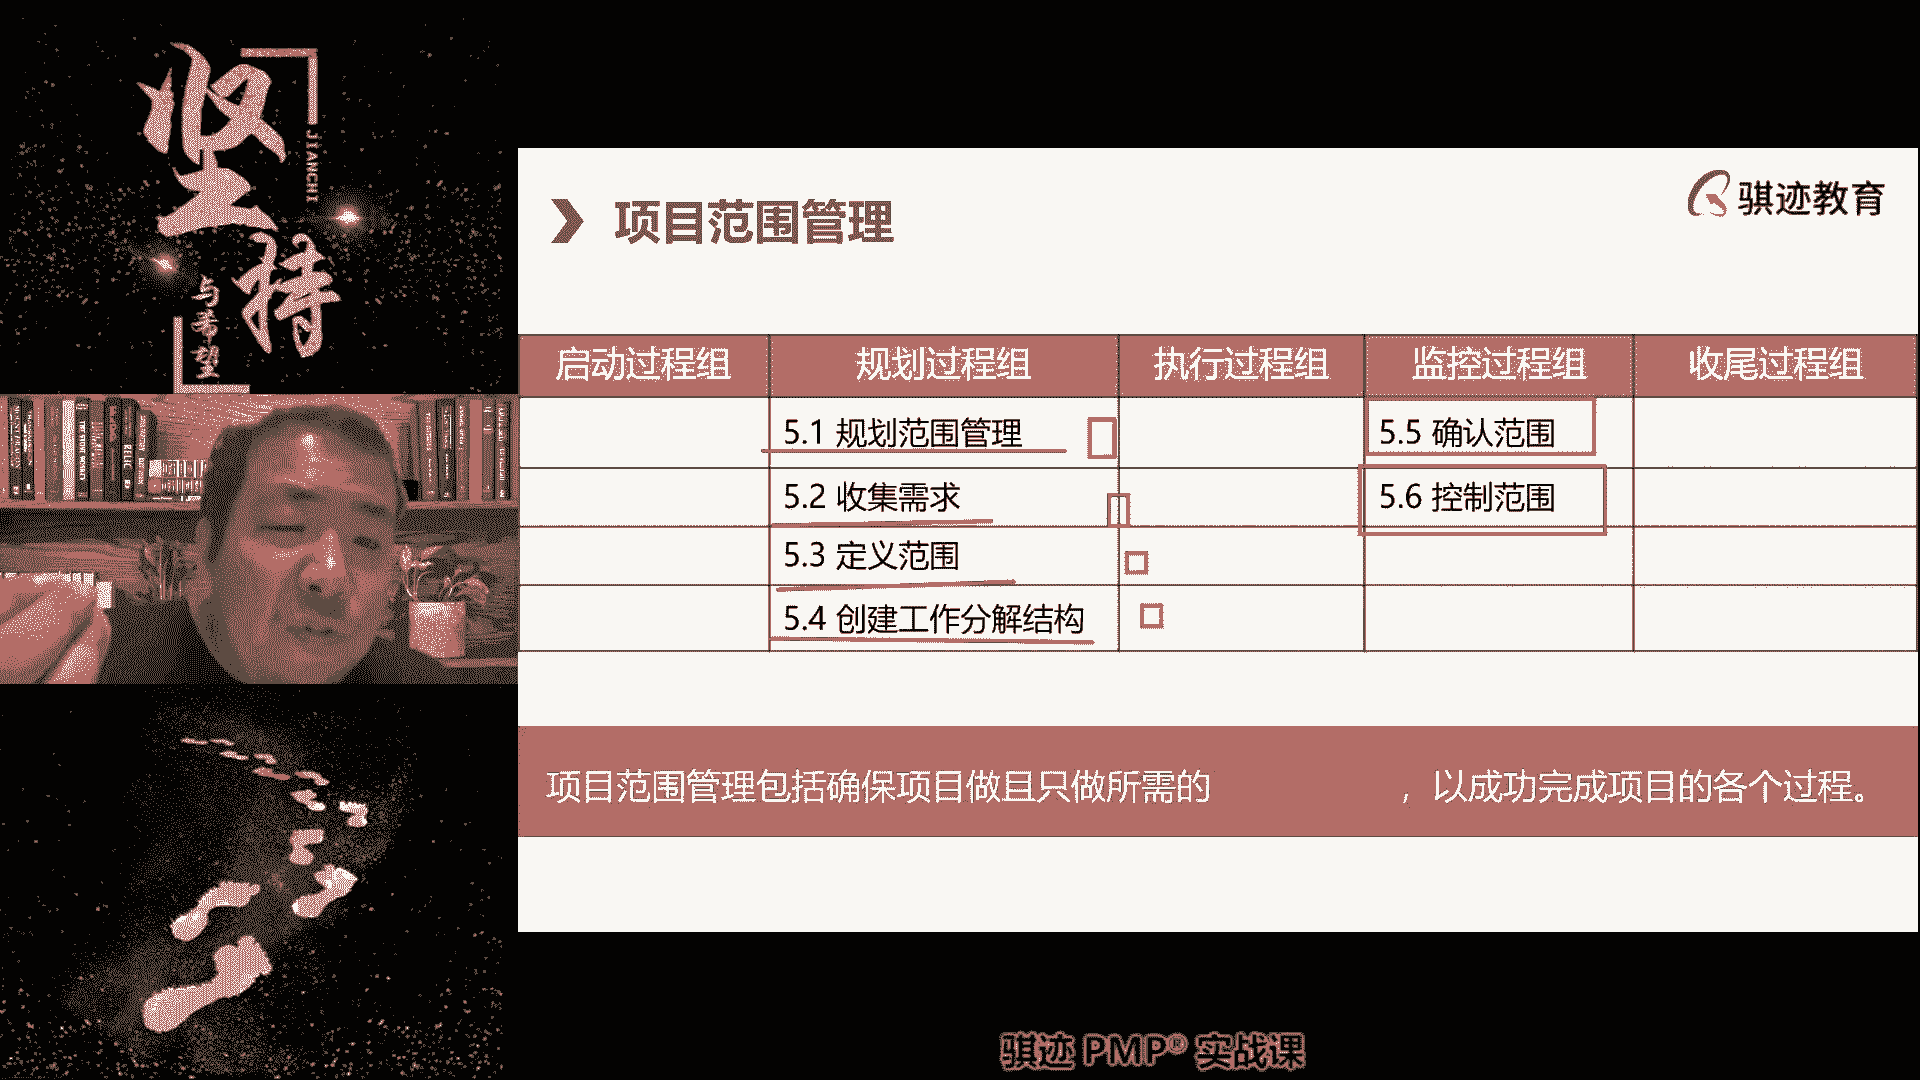 坚持
JIANCHI
与希望
骐迹教育
项目范围管理
启动过程组 规划过程组 执行过程组 监控过程组 收尾过程组
5.1 规划范围管理 5.5 确认范围
5.2 收集需求 5.6 控制范围
5.3 定义范围
5.4 创建工作分解结构
项目范围管理包括确保项目做且只做所需的 ，以成功完成项目的各个过程。
骐迹 PMP® 实战课